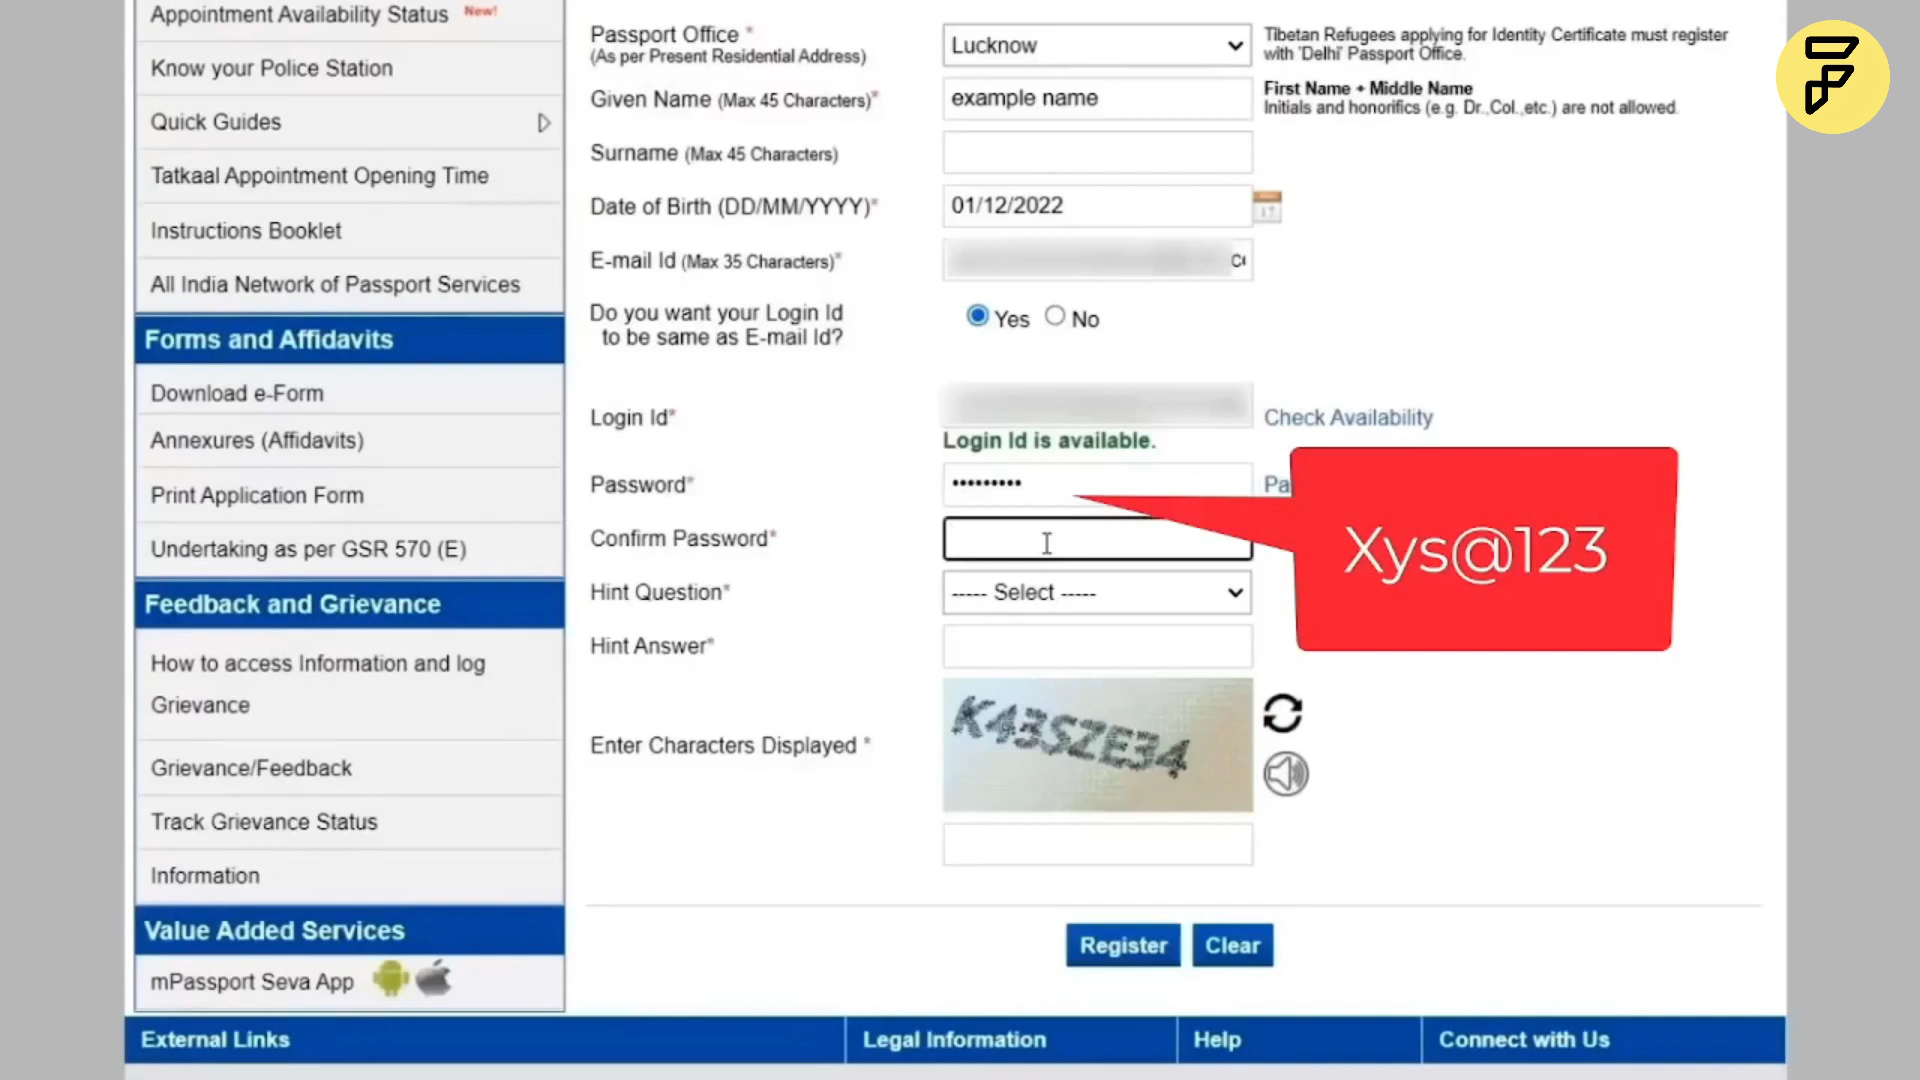 Appointment Availability Status New!
Know your Police Station
Quick Guides
Tatkaal Appointment Opening Time
Instructions Booklet
All India Network of Passport Services
Forms and Affidavits
Download e-Form
Annexures (Affidavits)
Print Application Form
Undertaking as per GSR 570 (E)
Feedback and Grievance
How to access Information and log
Grievance
Grievance/Feedback
Track Grievance Status
Information
Value Added Services
mPassport Seva App
Passport Office *
(As per Present Residential Address)
Lucknow
Tibetan Refugees applying for Identity Certificate must register
with 'Delhi' Passport Office.
Given Name (Max 45 Characters)*
example name
First Name + Middle Name
Initials and honorifics (e.g. Dr.,Col.,etc.) are not allowed.
Surname (Max 45 Characters)
Date of Birth (DD/MM/YYYY)*
01/12/2022
17
E-mail Id (Max 35 Characters)*
Do you want your Login Id
to be same as E-mail Id?
Yes No
Login Id*
Check Availability
Login Id is available.
Password*
•••••••••
Xys@123
Confirm Password*
Hint Question*
----- Select -----
Hint Answer*
Enter Characters Displayed *
K43SZE34
Register Clear
External Links Legal Information Help Connect with Us